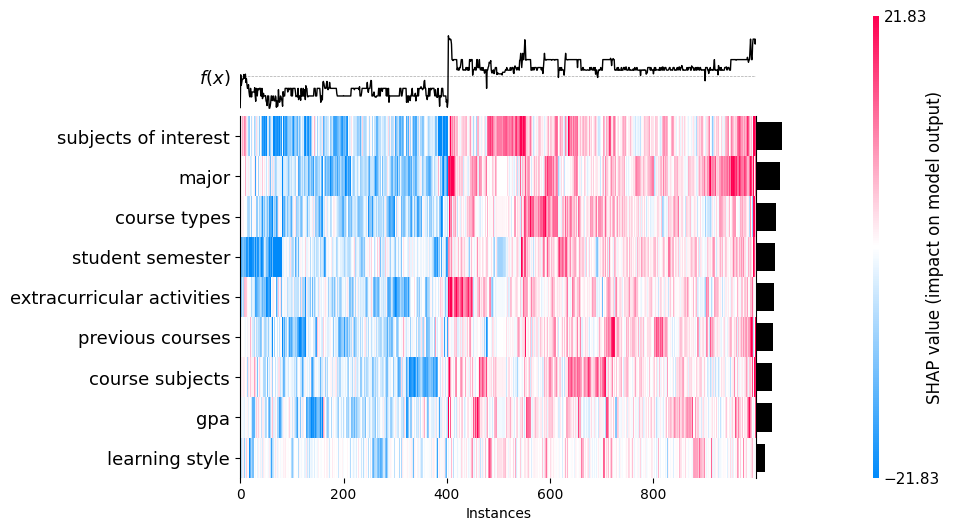 21.83
f(x)
subjects of interest
major
course types
student semester
extracurricular activities
previous courses
course subjects
gpa
learning style
0 200 400 600 800
Instances
SHAP value (impact on model output)
−21.83